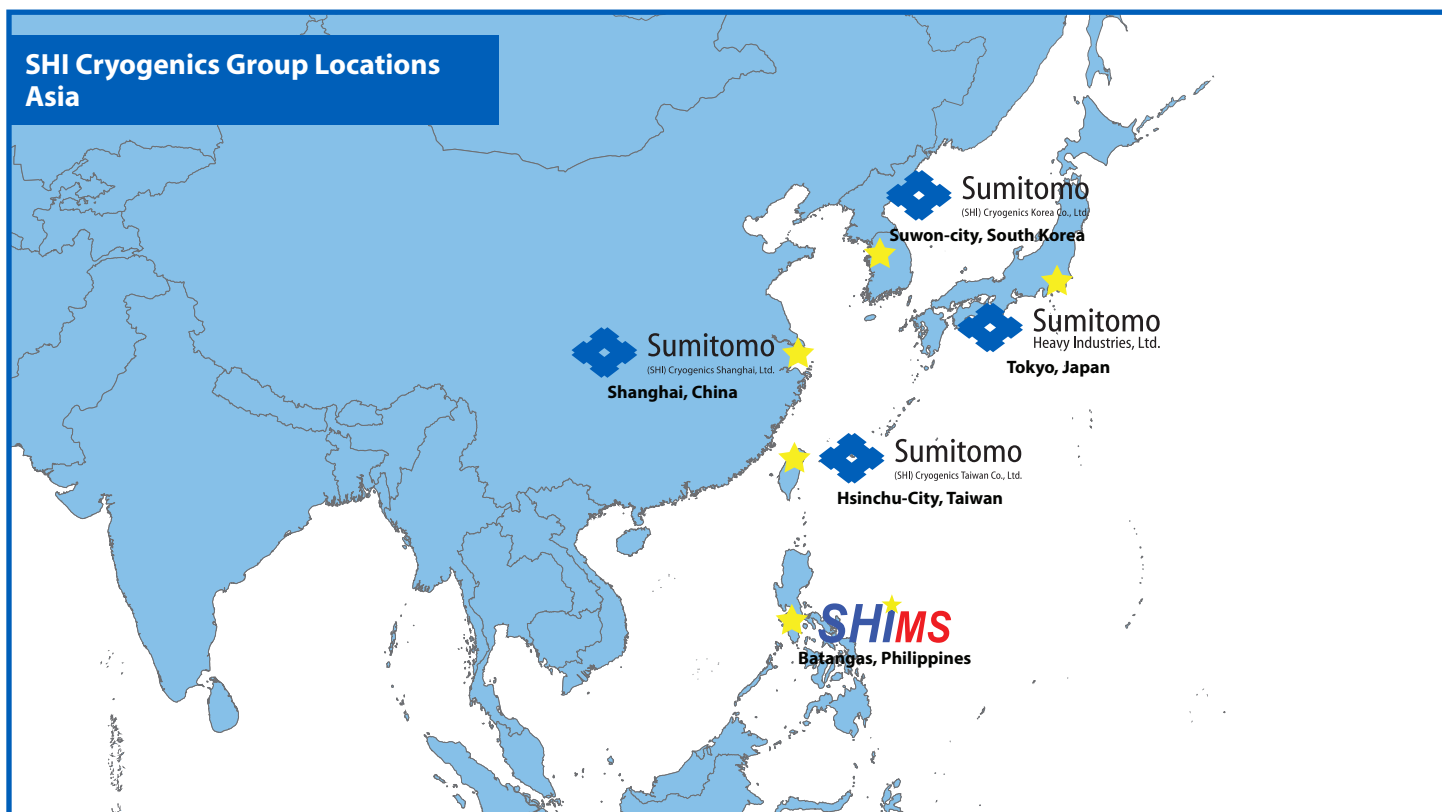 SHI Cryogenics Group Locations
Asia
Sumitomo
(SHI) Cryogenics Korea Co., Ltd.
Suwon-city, South Korea
Sumitomo
Heavy Industries, Ltd.
Tokyo, Japan
Sumitomo
(SHI) Cryogenics Shanghai, Ltd.
Shanghai, China
Sumitomo
(SHI) Cryogenics Taiwan Co., Ltd.
Hsinchu-City, Taiwan
SHiMS
Batangas, Philippines